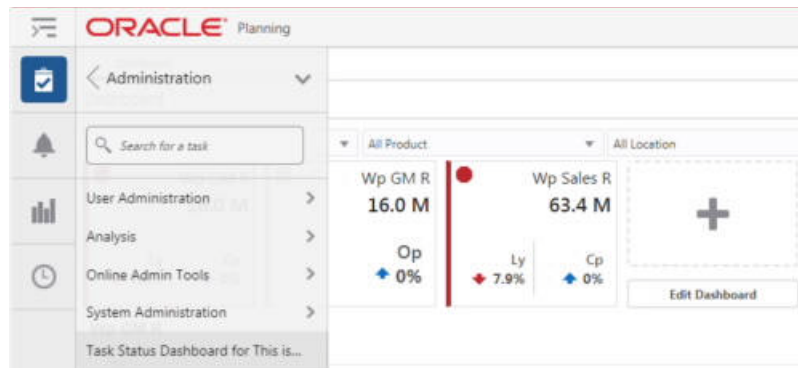 ORACLE Planning
Administration
Search for a task
User Administration
Analysis
Online Admin Tools
System Administration
Task Status Dashboard for This is...
All Product
All Location
Wp GM R
16.0 M
Op
0%
Wp Sales R
63.4 M
Ly
7.9%
Cp
0%
Edit Dashboard